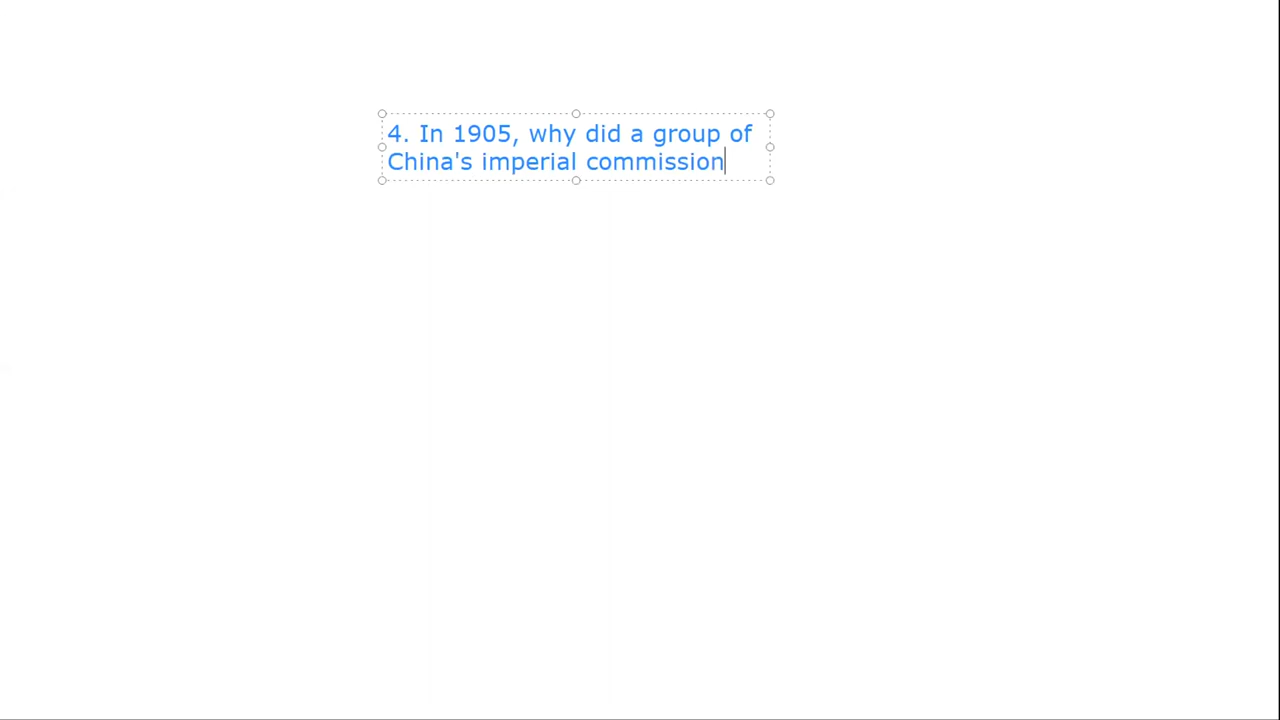 4. In 1905, why did a group of
China's imperial commission